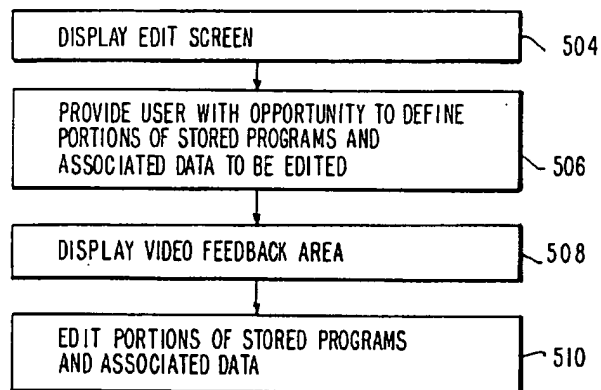 DISPLAY EDIT SCREEN
504
PROVIDE USER WITH OPPORTUNITY TO DEFINE
PORTIONS OF STORED PROGRAMS AND
ASSOCIATED DATA TO BE EDITED
506
DISPLAY VIDEO FEEDBACK AREA
508
EDIT PORTIONS OF STORED PROGRAMS
AND ASSOCIATED DATA
510